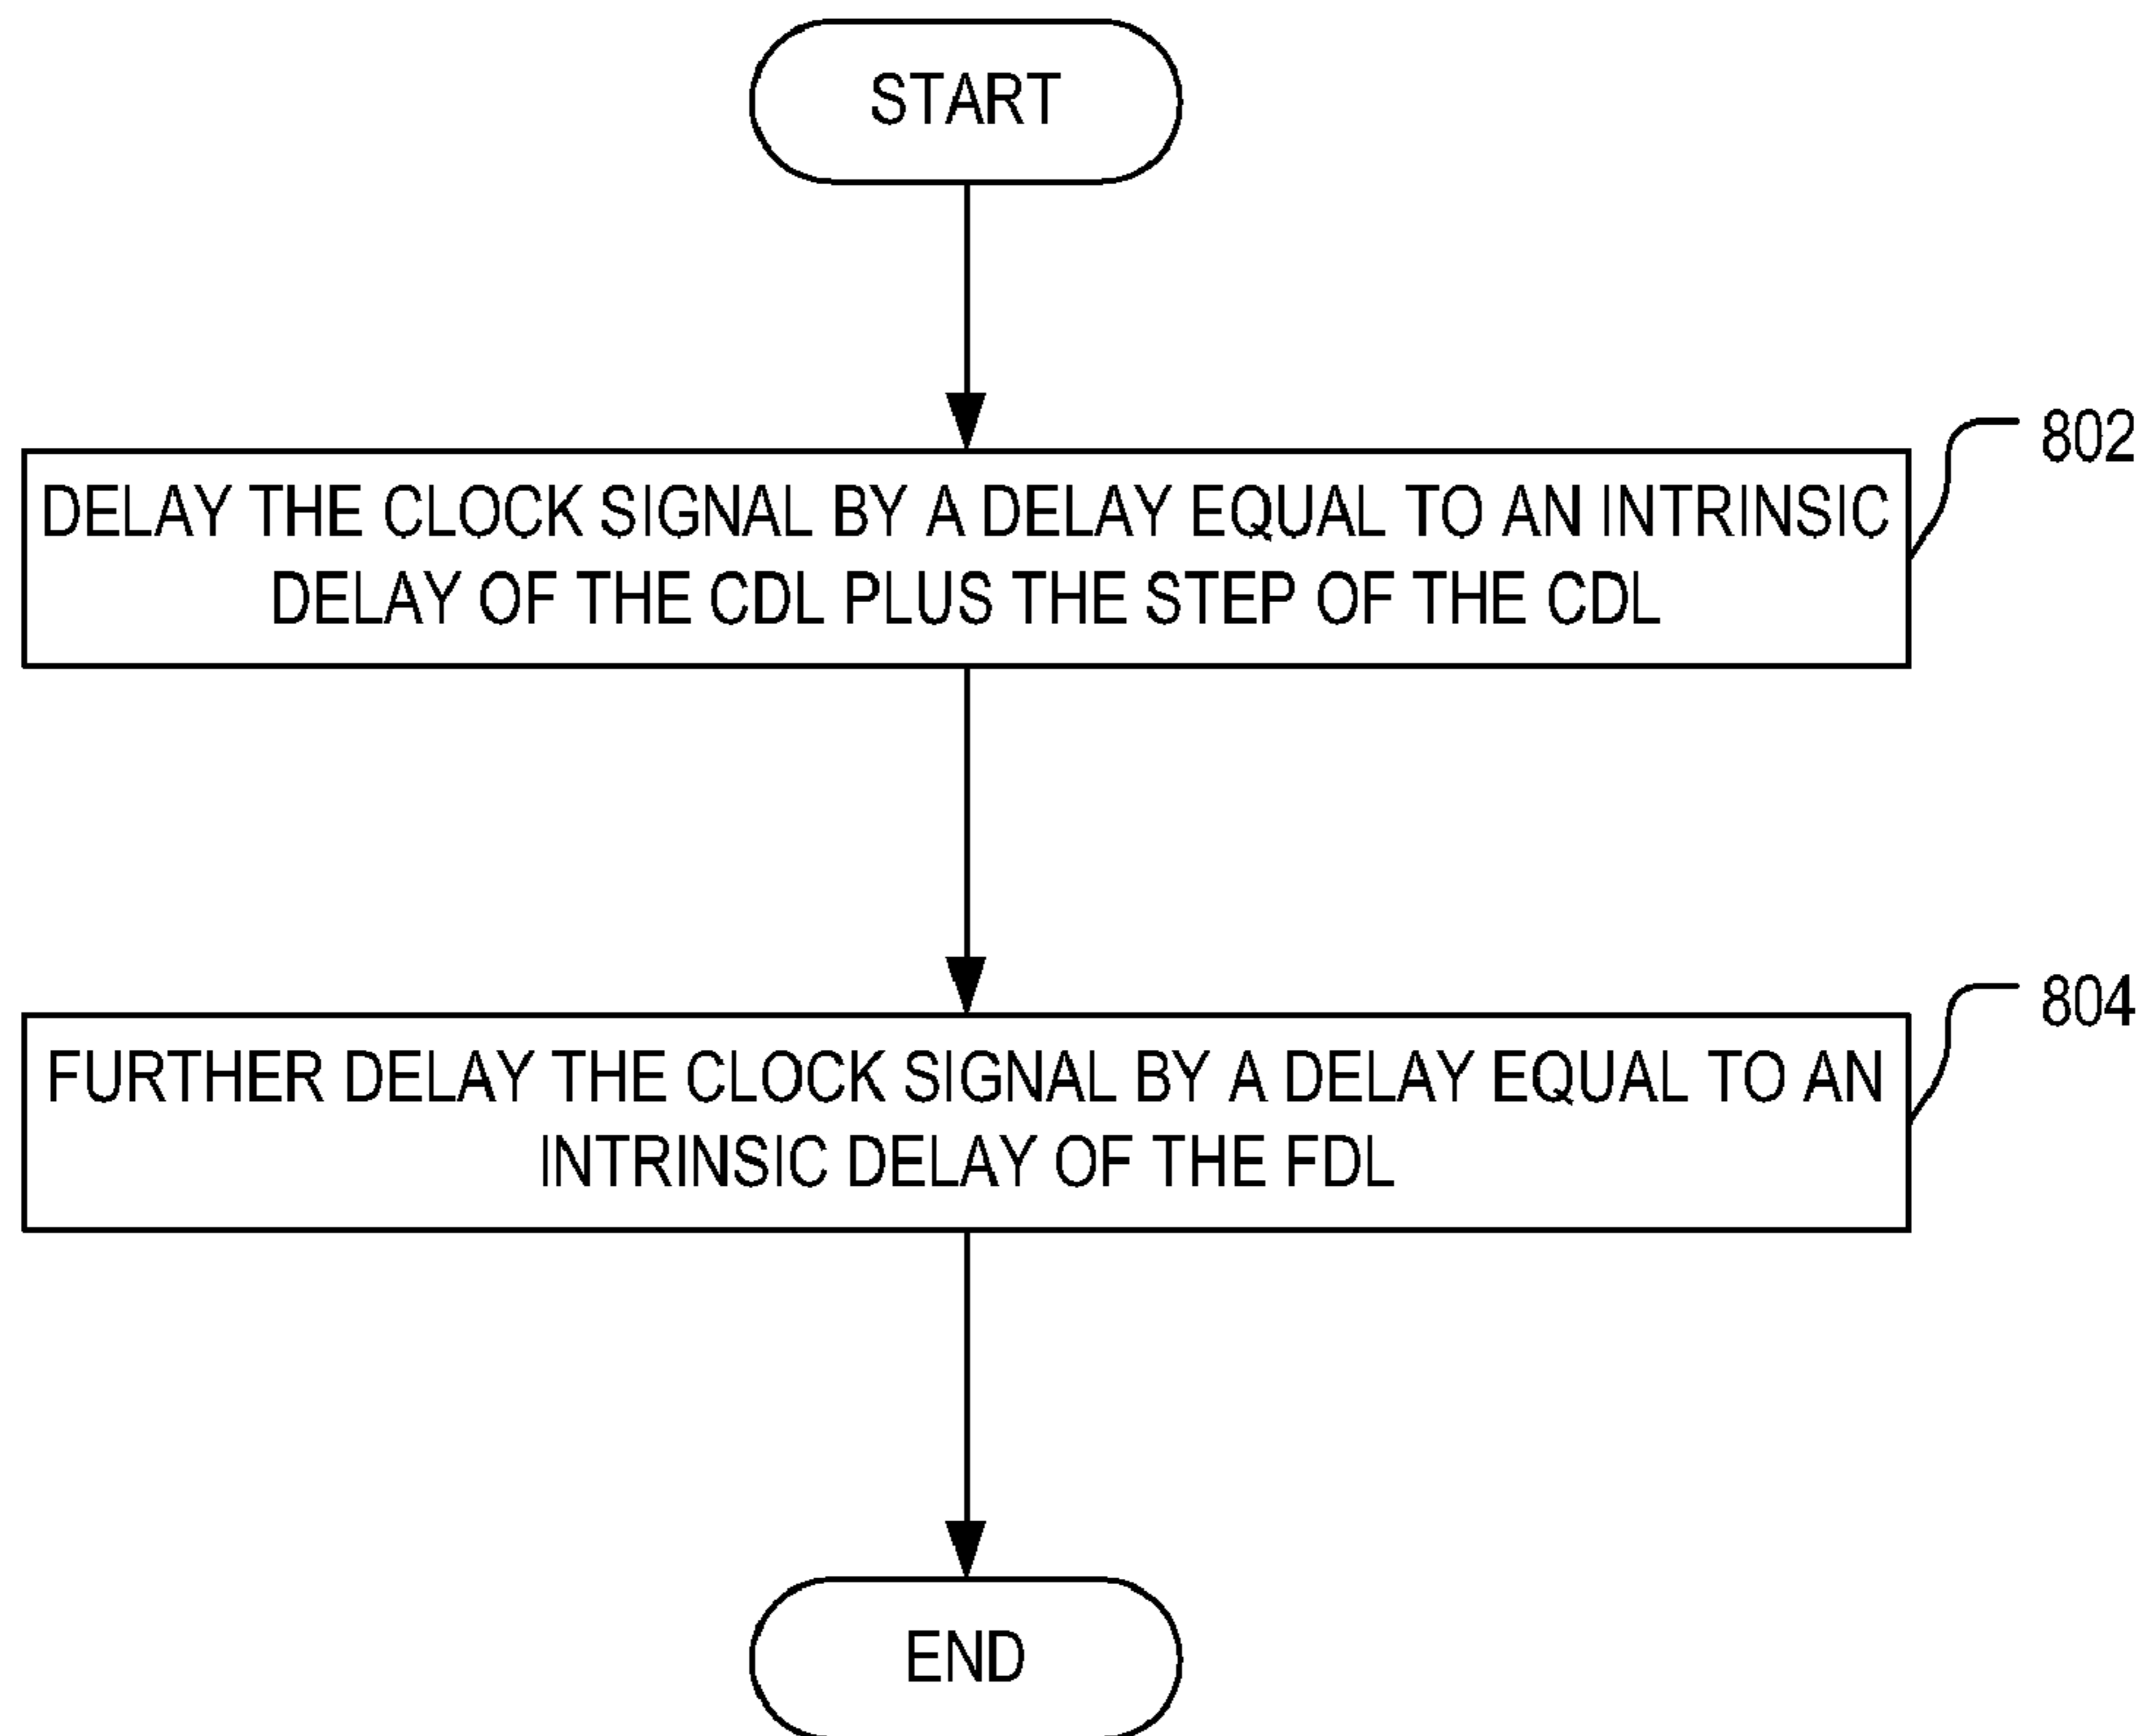 START
802
DELAY THE CLOCK SIGNAL BY A DELAY EQUAL TO AN INTRINSIC
DELAY OF THE CDL PLUS THE STEP OF THE CDL
804
FURTHER DELAY THE CLOCK SIGNAL BY A DELAY EQUAL TO AN
INTRINSIC DELAY OF THE FDL
END